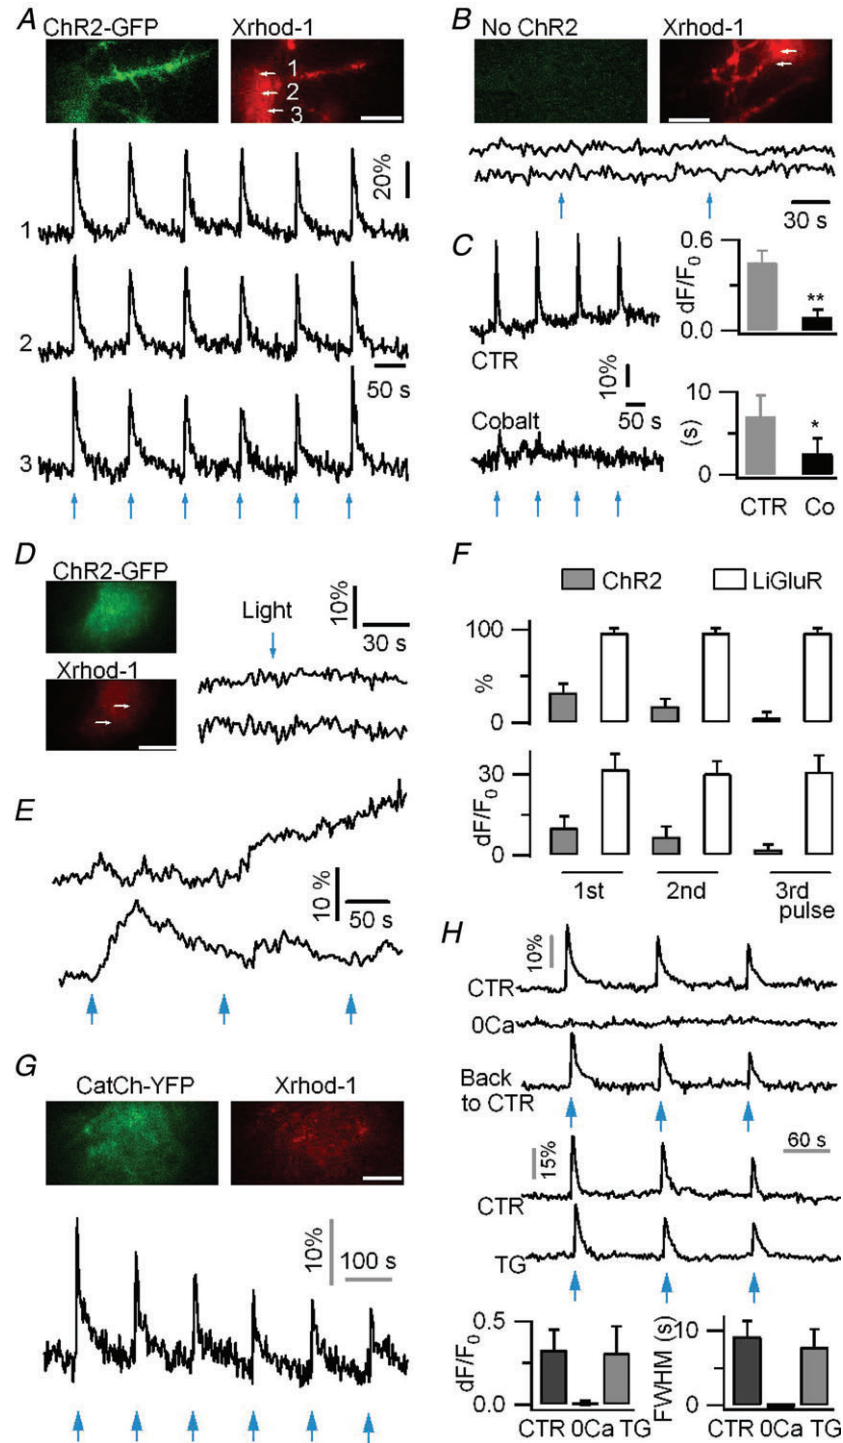 A
ChR2-GFP Xrhod-1
1
2
3
20%
1
2
50 s
3
B
No ChR2 Xrhod-1
30 s
C
CTR
10%
50 s
Cobalt
0.6
dF/F0
0.0
**
10
(s)
0
*
CTR Co
D
ChR2-GFP
Xrhod-1
Light
10%
30 s
E
10 %
50 s
F
ChR2 LiGluR
100
%
0
30
dF/F0
0
1st 2nd 3rd
pulse
G
CatCh-YFP Xrhod-1
10%
100 s
H
10%
CTR
0Ca
Back
to CTR
60 s
15%
CTR
TG
0.5
dF/F0
0.0
CTR 0Ca TG
10
FWHM (s)
0
CTR 0Ca TG